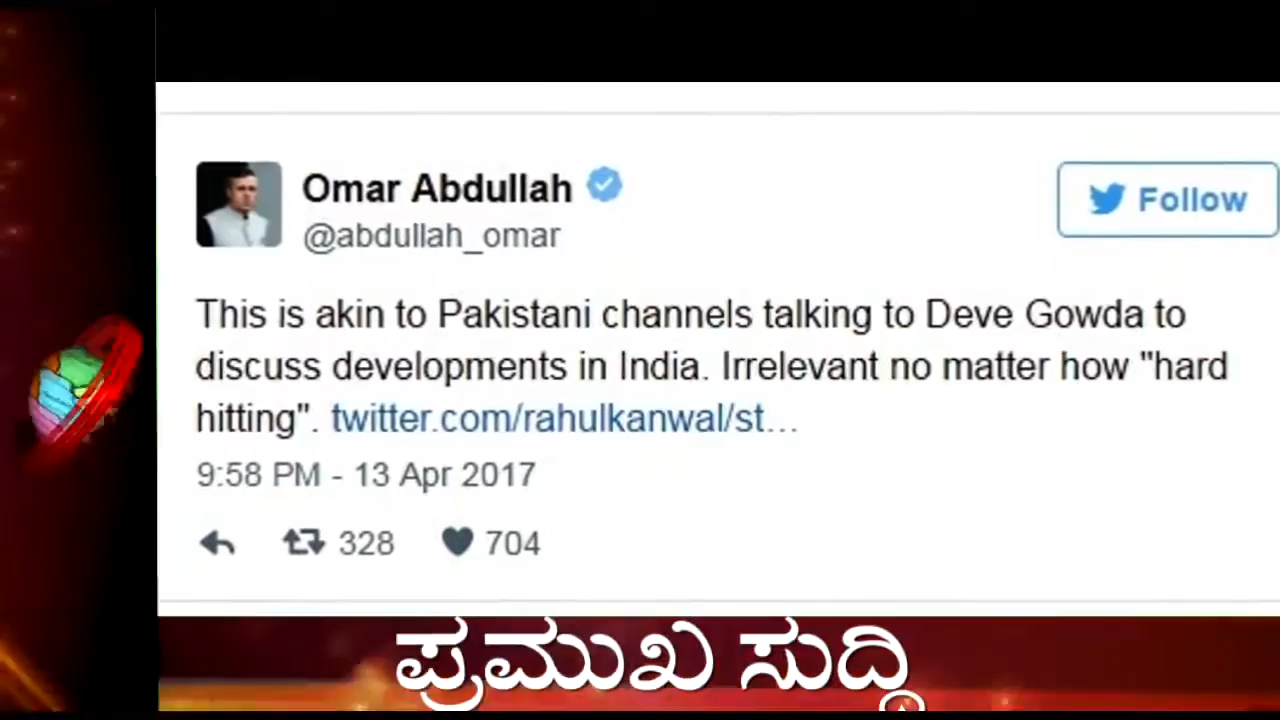 Omar Abdullah
@abdullah_omar
Follow
This is akin to Pakistani channels talking to Deve Gowda to
discuss developments in India. Irrelevant no matter how "hard
hitting". twitter.com/rahulkanwal/st...
9:58 PM - 13 Apr 2017
328 704
ಪ್ರಮುಖ ಸುದ್ದಿ